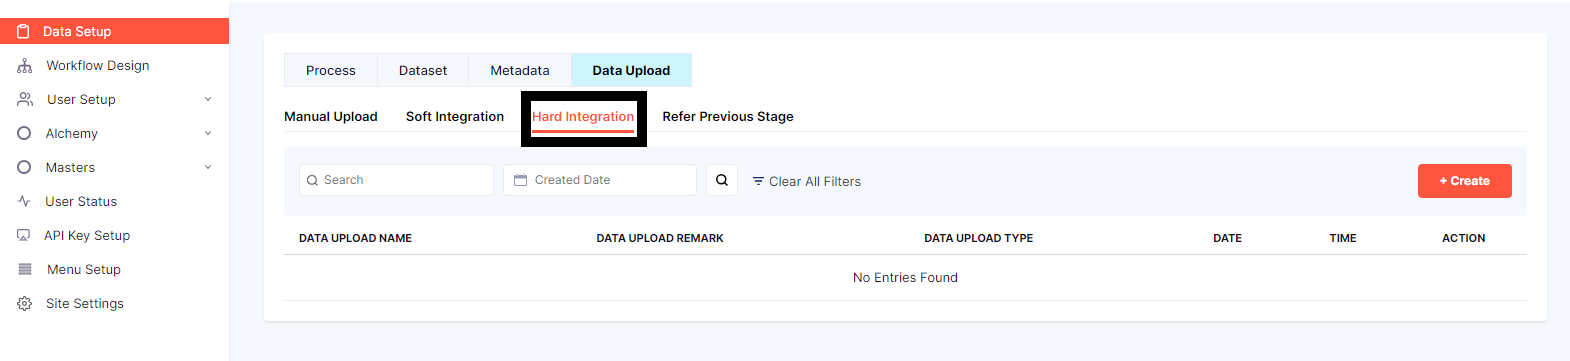 Data Setup
Workflow Design
User Setup
Alchemy
Masters
User Status
API Key Setup
Menu Setup
Site Settings
Process Dataset Metadata Data Upload
Manual Upload Soft Integration Hard Integration Refer Previous Stage
Search Created Date Clear All Filters + Create
DATA UPLOAD NAME DATA UPLOAD REMARK DATA UPLOAD TYPE DATE TIME ACTION
No Entries Found